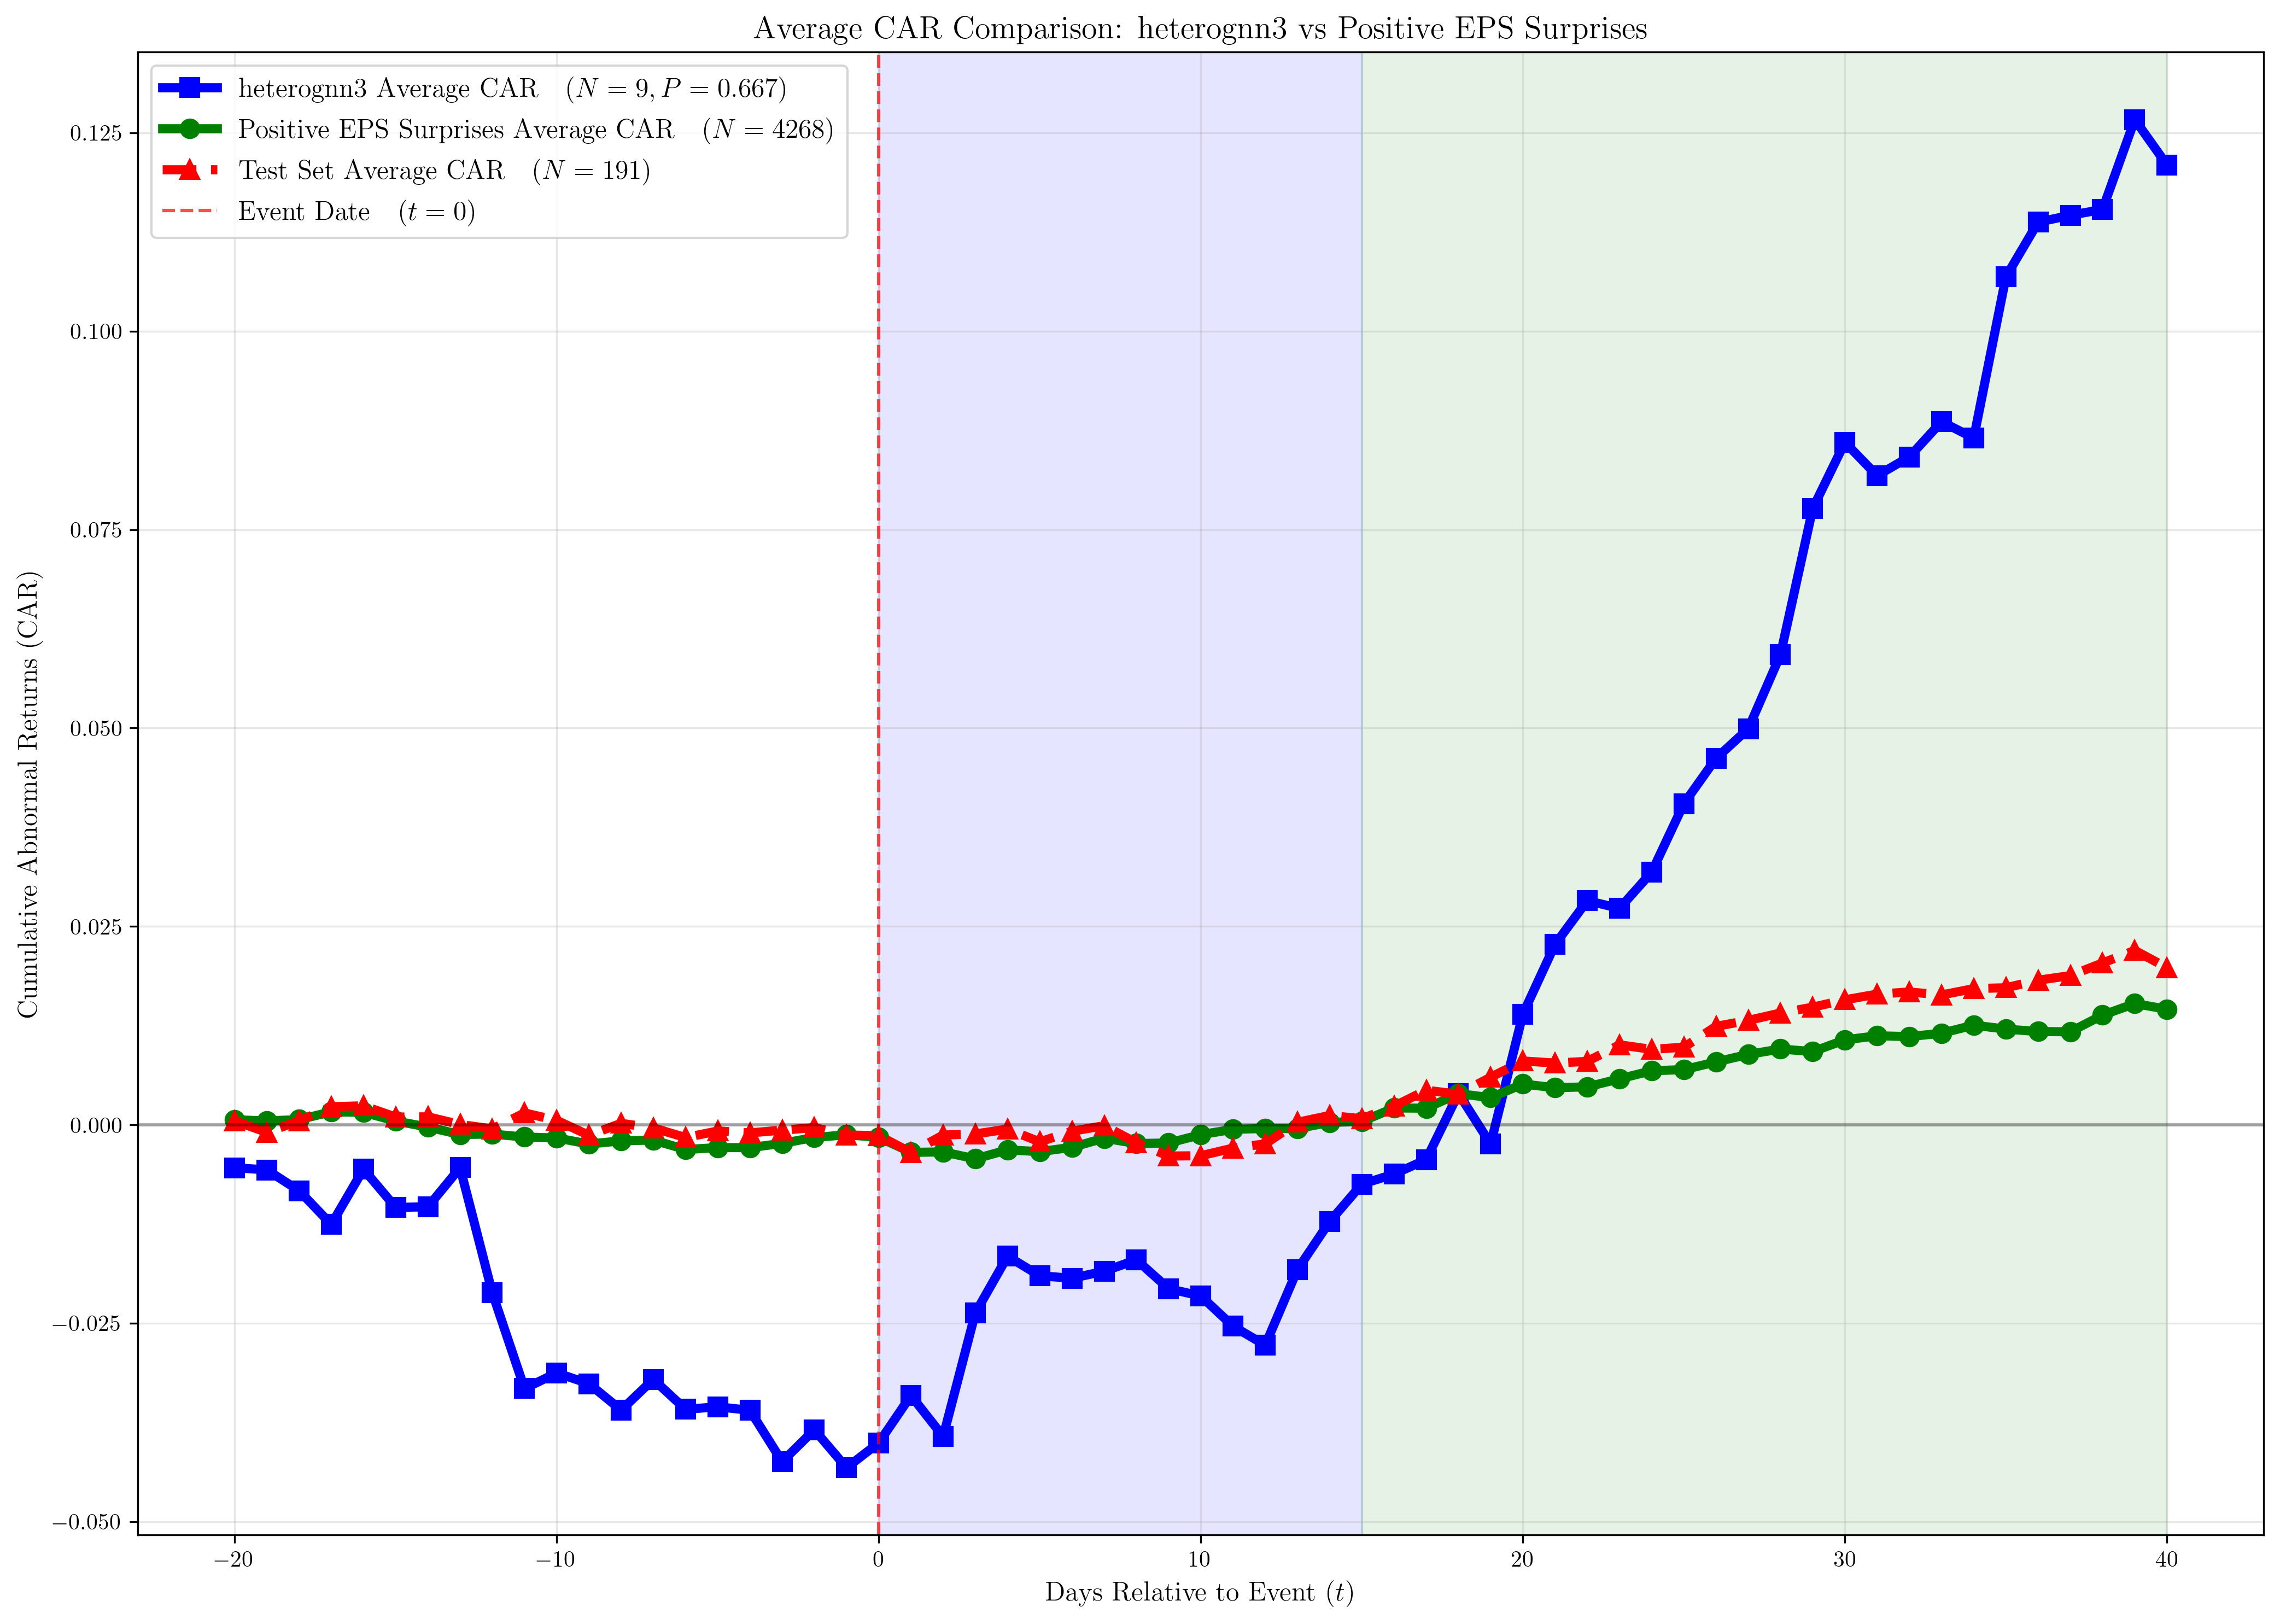 Average CAR Comparison: heterognn3 vs Positive EPS Surprises
heterognn3 Average CAR (N = 9, P = 0.667)
Positive EPS Surprises Average CAR (N = 4268)
Test Set Average CAR (N = 191)
Event Date (t = 0)
Cumulative Abnormal Returns (CAR)
0.125
0.100
0.075
0.050
0.025
0.000
−0.025
−0.050
−20 −10 0 10 20 30 40
Days Relative to Event (t)